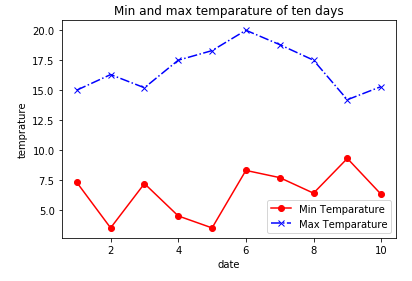 Min and max temparature of ten days
temprature
20.0
17.5
15.0
12.5
10.0
7.5
5.0
Min Temparature
Max Temparature
2 4 6 8 10
date